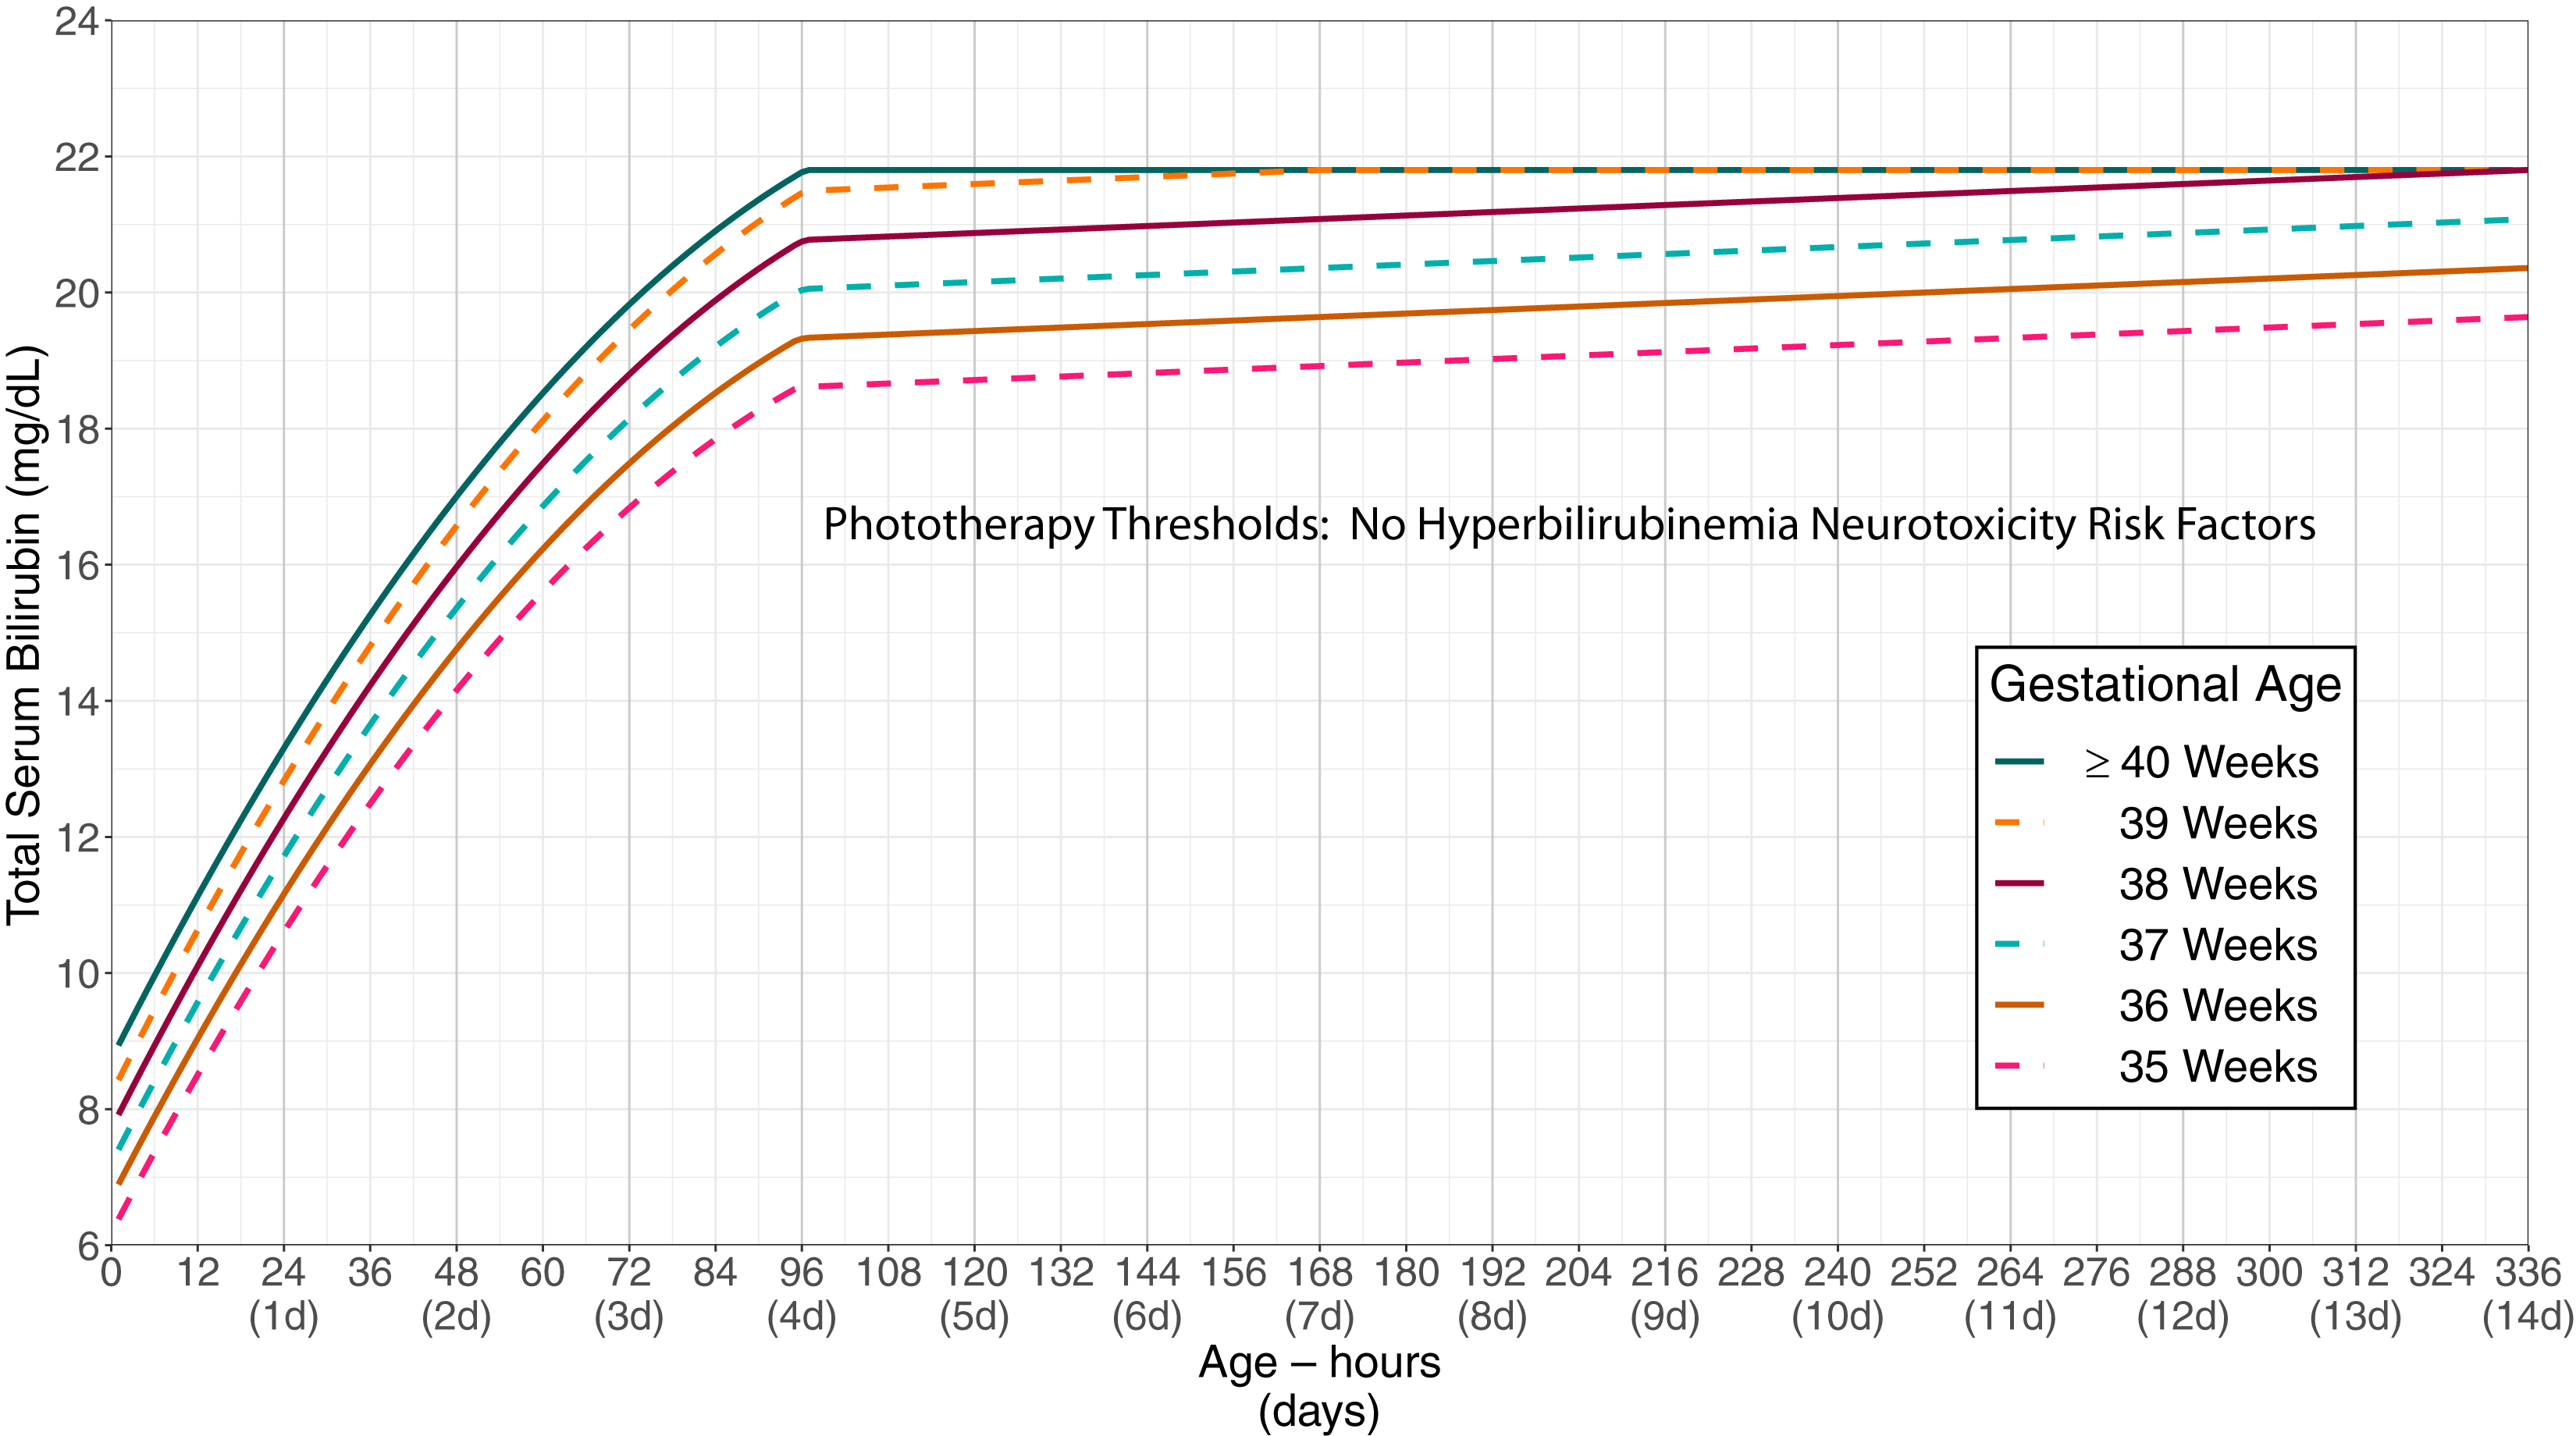 24
22
20
18
16
14
12
10
8
6
Total Serum Bilirubin (mg/dL)
Phototherapy Thresholds: No Hyperbilirubinemia Neurotoxicity Risk Factors
Gestational Age
≥ 40 Weeks
39 Weeks
38 Weeks
37 Weeks
36 Weeks
35 Weeks
0 12 24 36 48 60 72 84 96 108 120 132 144 156 168 180 192 204 216 228 240 252 264 276 288 300 312 324 336
(1d) (2d) (3d) (4d) (5d) (6d) (7d) (8d) (9d) (10d) (11d) (12d) (13d) (14d)
Age – hours
(days)